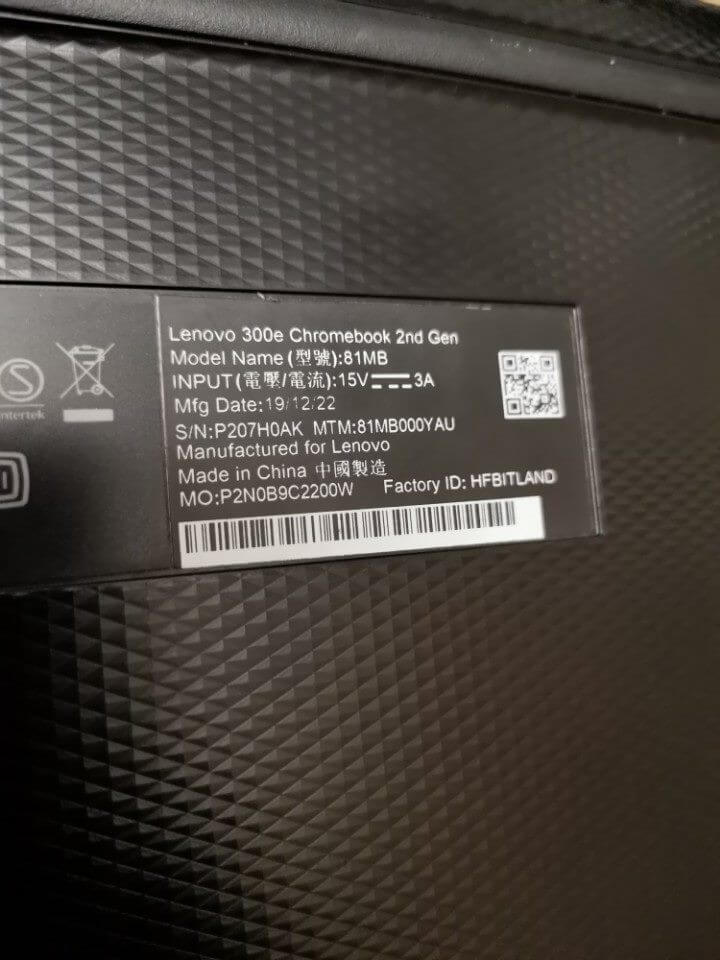 Lenovo 300e Chromebook 2nd Gen
Model Name (型號):81MB
INPUT(電壓/電流):15V⎓3A
Mfg Date:19/12/22
S/N:P207H0AK MTM:81MB000YAU
Manufactured for Lenovo
Made in China 中國製造
MO:P2N0B9C2200W Factory ID: HFBITLAND
S
Intertek